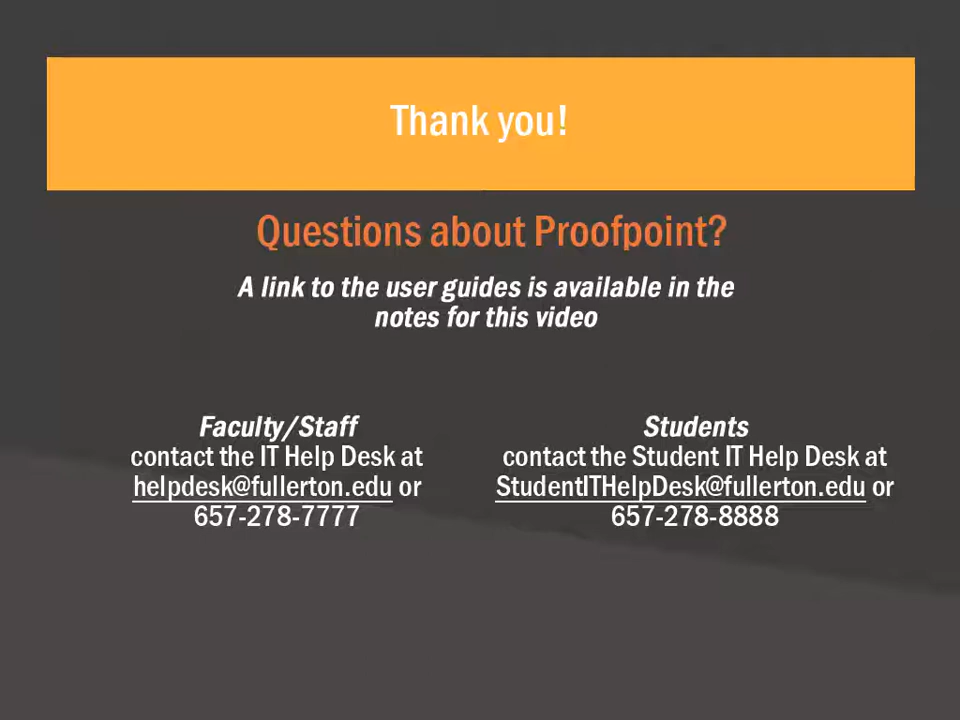 Thank you!
Questions about Proofpoint?
A link to the user guides is available in the
notes for this video
Faculty/Staff
contact the IT Help Desk at
helpdesk@fullerton.edu or
657-278-7777
Students
contact the Student IT Help Desk at
StudentITHelpDesk@fullerton.edu or
657-278-8888